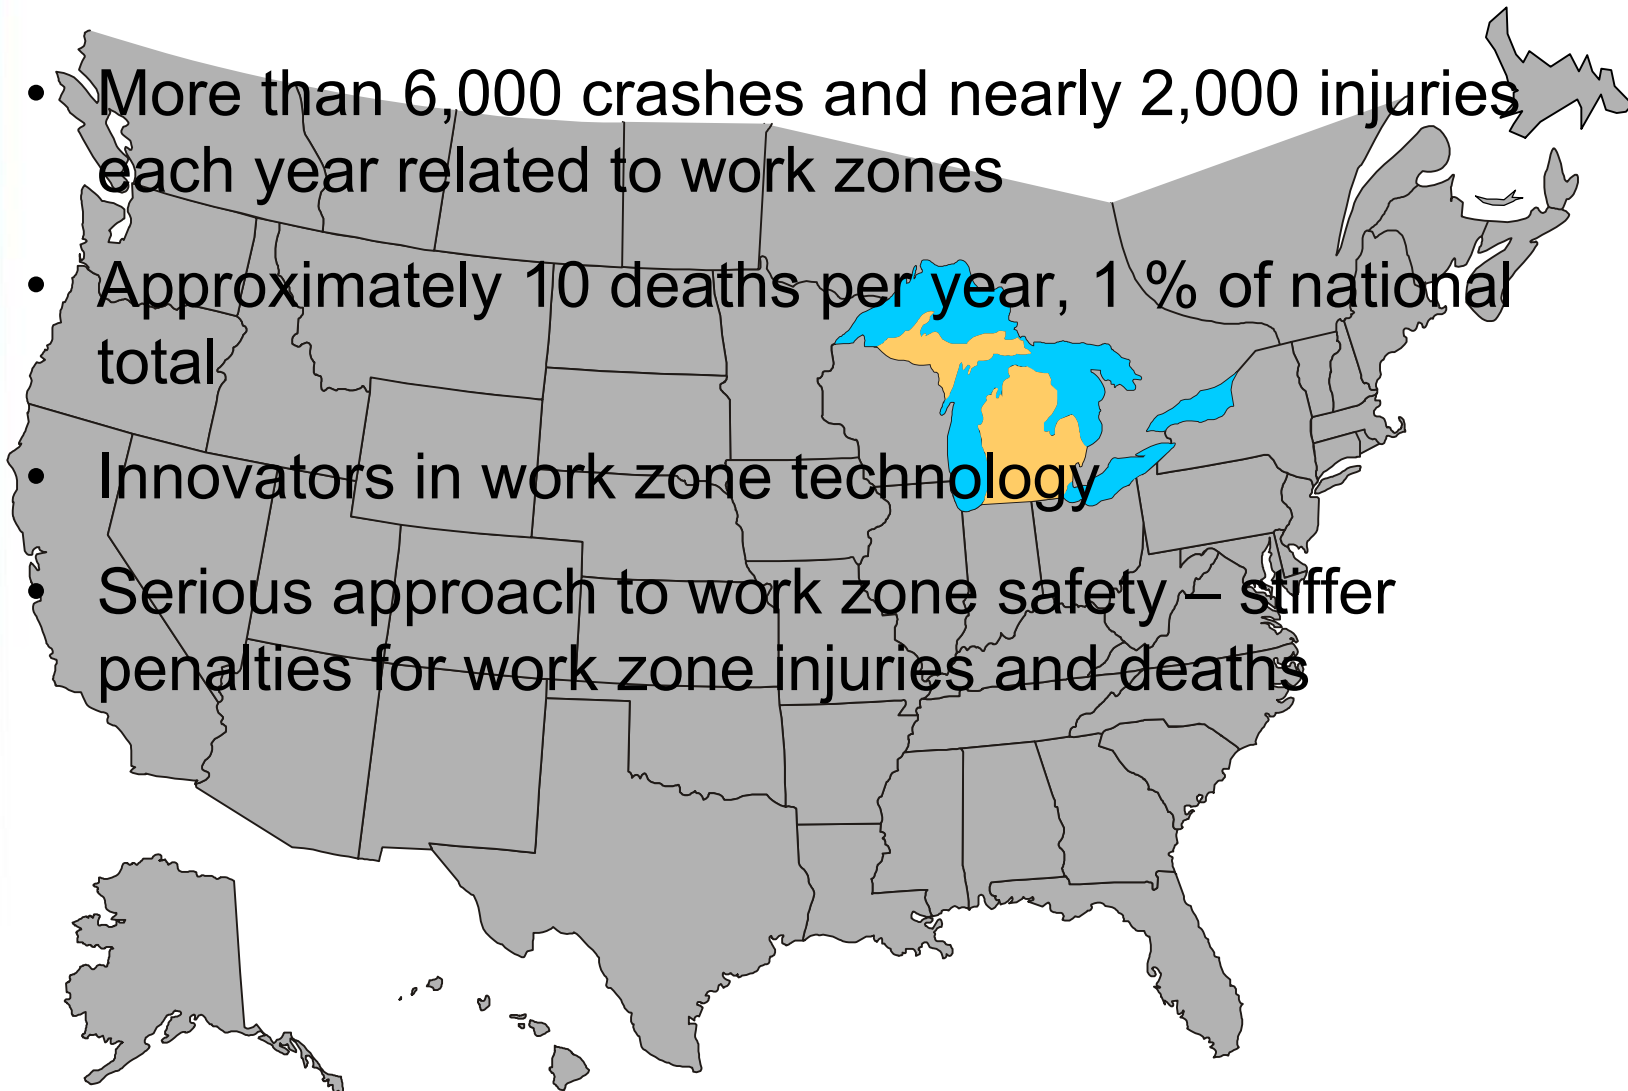 • More than 6,000 crashes and nearly 2,000 injuries
each year related to work zones
• Approximately 10 deaths per year, 1 % of national
total
• Innovators in work zone technology
• Serious approach to work zone safety – stiffer
penalties for work zone injuries and deaths